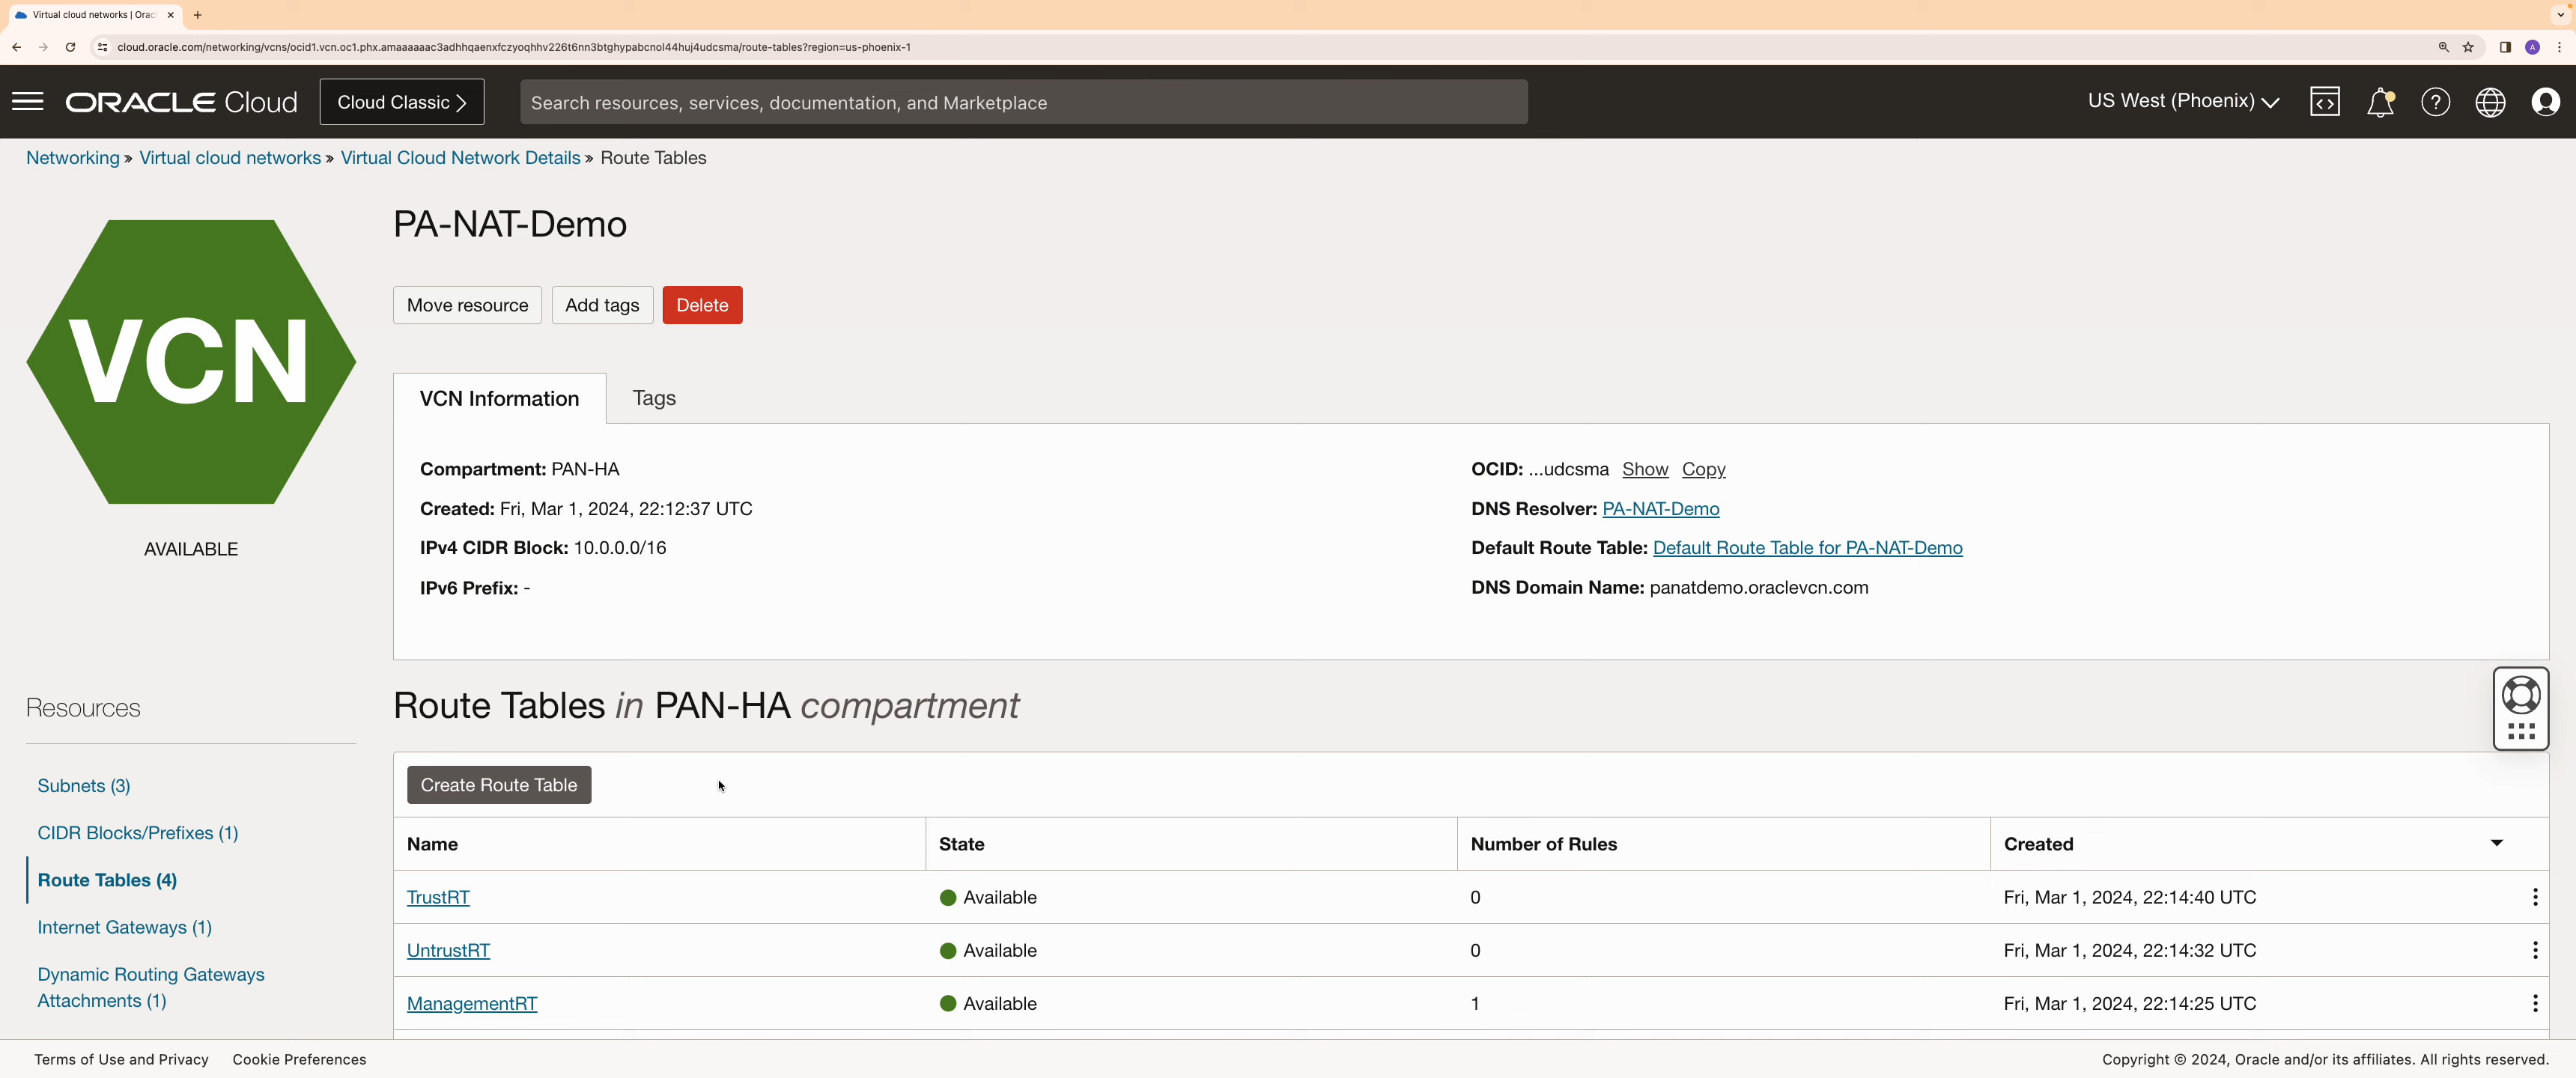 Virtual cloud networks | Orac
cloud.oracle.com/networking/vcns/ocid1.vcn.oc1.phx.amaaaaaac3adhhqaenxfczyoqhhv226t6nn3btghypabcnol44huj4udcsma/route-tables?region=us-phoenix-1
A
ORACLE Cloud
Cloud Classic
Search resources, services, documentation, and Marketplace
US West (Phoenix)
Networking » Virtual cloud networks » Virtual Cloud Network Details » Route Tables
VCN
AVAILABLE
PA-NAT-Demo
Move resource Add tags Delete
VCN Information Tags
Compartment: PAN-HA
Created: Fri, Mar 1, 2024, 22:12:37 UTC
IPv4 CIDR Block: 10.0.0.0/16
IPv6 Prefix: -
OCID: ...udcsma Show Copy
DNS Resolver: PA-NAT-Demo
Default Route Table: Default Route Table for PA-NAT-Demo
DNS Domain Name: panatdemo.oraclevcn.com
Resources
Subnets (3)
CIDR Blocks/Prefixes (1)
Route Tables (4)
Internet Gateways (1)
Dynamic Routing Gateways
Attachments (1)
Route Tables in PAN-HA compartment
Create Route Table
Name State Number of Rules Created
TrustRT Available 0 Fri, Mar 1, 2024, 22:14:40 UTC
UntrustRT Available 0 Fri, Mar 1, 2024, 22:14:32 UTC
ManagementRT Available 1 Fri, Mar 1, 2024, 22:14:25 UTC
Terms of Use and Privacy Cookie Preferences
Copyright © 2024, Oracle and/or its affiliates. All rights reserved.